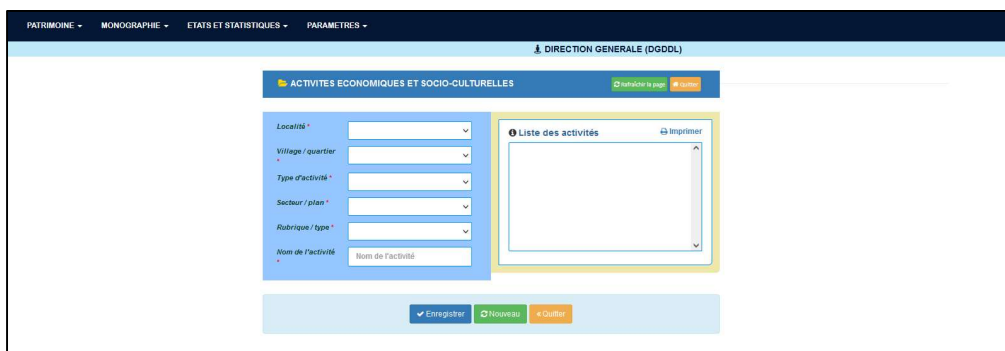 PATRIMOINE MONOGRAPHIE ETATS ET STATISTIQUES PARAMETRES
DIRECTION GENERALE (DGDDL)
ACTIVITES ECONOMIQUES ET SOCIO-CULTURELLES
Rafraîchir la page
Quitter
Localité *
Village / quartier
*
Type d'activité *
Secteur / plan *
Rubrique / type *
Nom de l'activité
*
Nom de l'activité
Liste des activités
Imprimer
Enregistrer Nouveau « Quitter